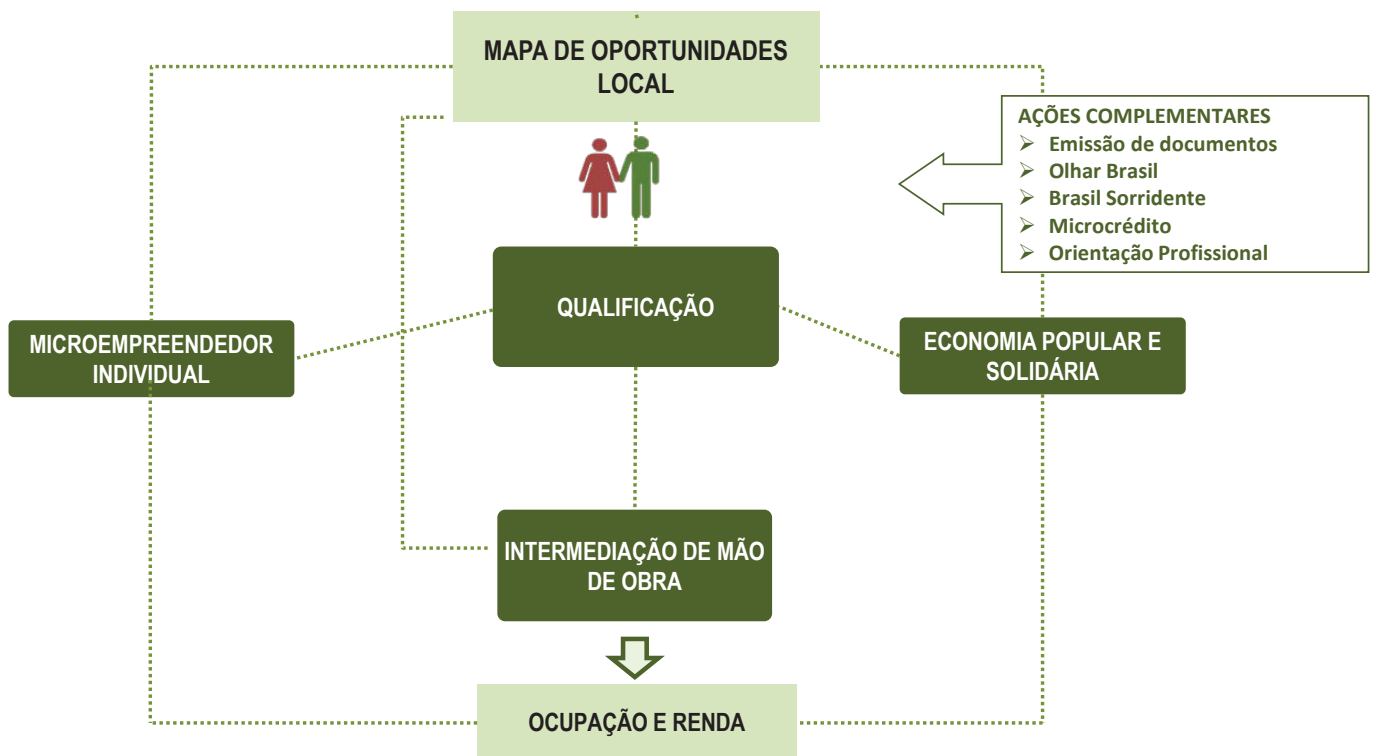 MAPA DE OPORTUNIDADES
LOCAL
AÇÕES COMPLEMENTARES
➢ Emissão de documentos
➢ Olhar Brasil
➢ Brasil Sorridente
➢ Microcrédito
➢ Orientação Profissional
QUALIFICAÇÃO
MICROEMPREENDEDOR
INDIVIDUAL
ECONOMIA POPULAR E
SOLIDÁRIA
INTERMEDIAÇÃO DE MÃO
DE OBRA
OCUPAÇÃO E RENDA